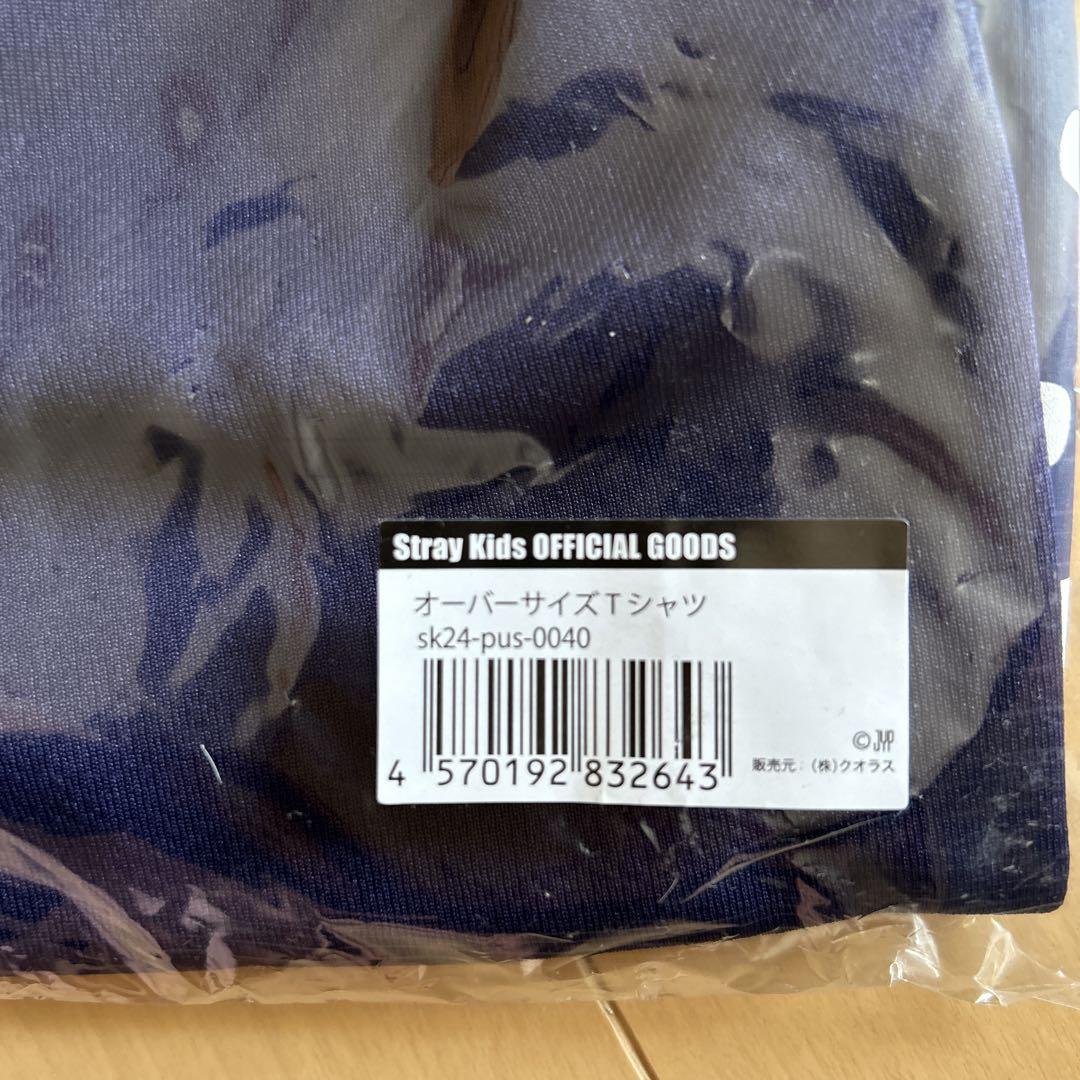 Stray Kids OFFICIAL GOODS
オーバーサイズTシャツ
sk24-pus-0040
4 570192 832643
© JYP
販売元：(株)クオラス